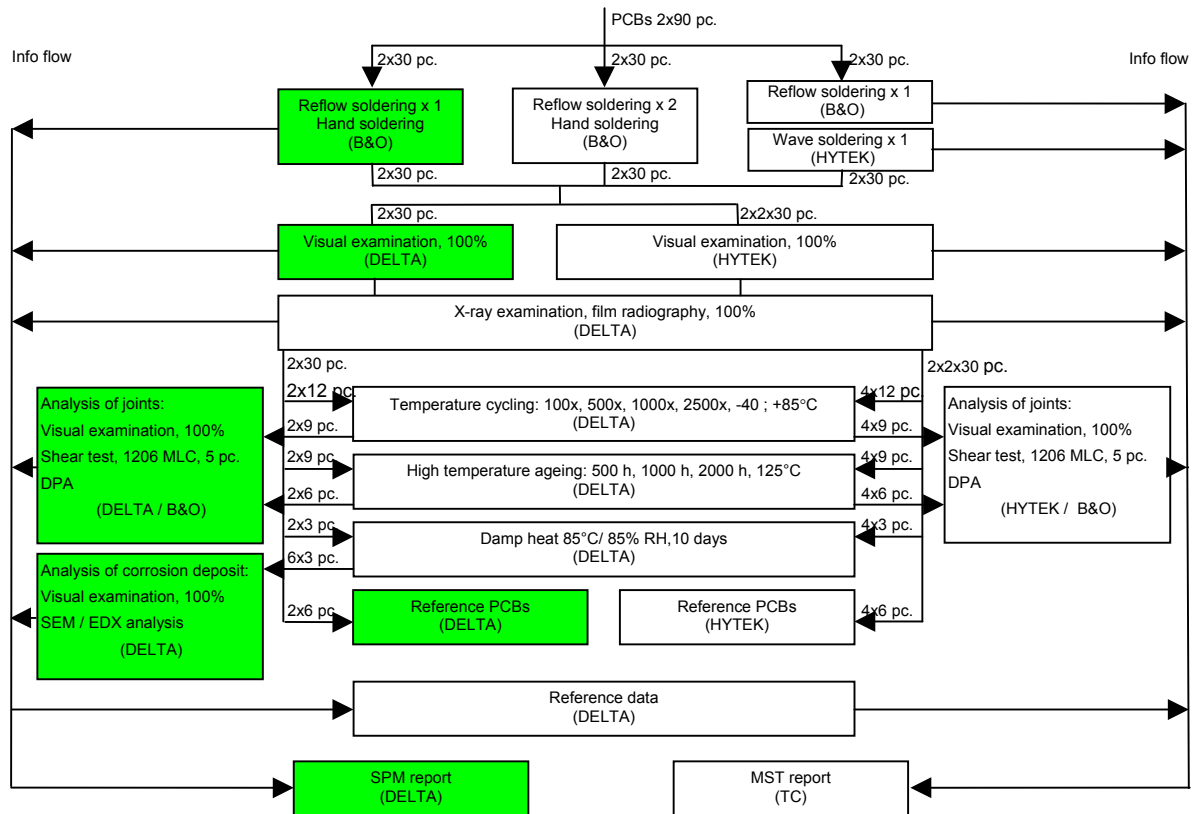 PCBs 2x90 pc.
Info flow
Info flow
2x30 pc.
2x30 pc.
2x30 pc.
Reflow soldering x 1
Hand soldering
(B&O)
Reflow soldering x 2
Hand soldering
(B&O)
Reflow soldering x 1
(B&O)
Wave soldering x 1
(HYTEK)
2x30 pc.
2x30 pc.
2x30 pc.
2x30 pc.
2x2x30 pc.
Visual examination, 100%
(DELTA)
Visual examination, 100%
(HYTEK)
X-ray examination, film radiography, 100%
(DELTA)
2x30 pc.
2x2x30 pc.
2x12 pc.
4x12 pc.
Temperature cycling: 100x, 500x, 1000x, 2500x, -40 ; +85°C
(DELTA)
2x9 pc.
4x9 pc.
Analysis of joints:
Visual examination, 100%
Shear test, 1206 MLC, 5 pc.
DPA
(DELTA / B&O)
Analysis of joints:
Visual examination, 100%
Shear test, 1206 MLC, 5 pc.
DPA
(HYTEK / B&O)
2x9 pc.
4x9 pc.
High temperature ageing: 500 h, 1000 h, 2000 h, 125°C
(DELTA)
2x6 pc.
4x6 pc.
2x3 pc.
4x3 pc.
Damp heat 85°C/ 85% RH,10 days
(DELTA)
6x3 pc.
Analysis of corrosion deposit:
Visual examination, 100%
SEM / EDX analysis
(DELTA)
2x6 pc.
4x6 pc.
Reference PCBs
(DELTA)
Reference PCBs
(HYTEK)
Reference data
(DELTA)
SPM report
(DELTA)
MST report
(TC)